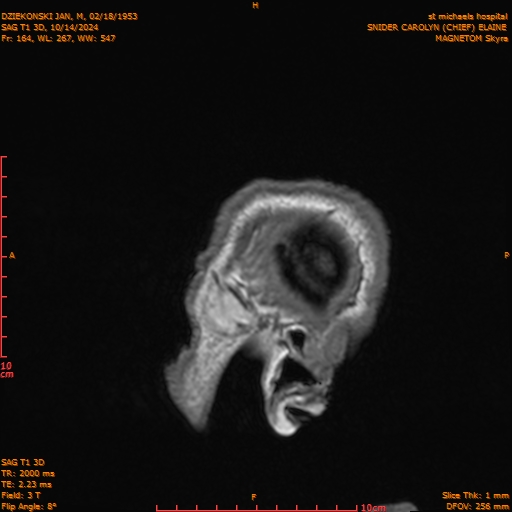 H
DZIEKONSKI JAN, M, 02/18/1953
SAG T1 3D, 10/14/2024
Fr: 164, WL: 267, WW: 547
st michaels hospital
SNIDER CAROLYN (CHIEF) ELAINE
MAGNETOM Skyra
A
P
10
cm
SAG T1 3D
TR: 2000 ms
TE: 2.23 ms
Field: 3 T
Flip Angle: 8°
F
10cm
Slice Thk: 1 mm
DFOV: 256 mm